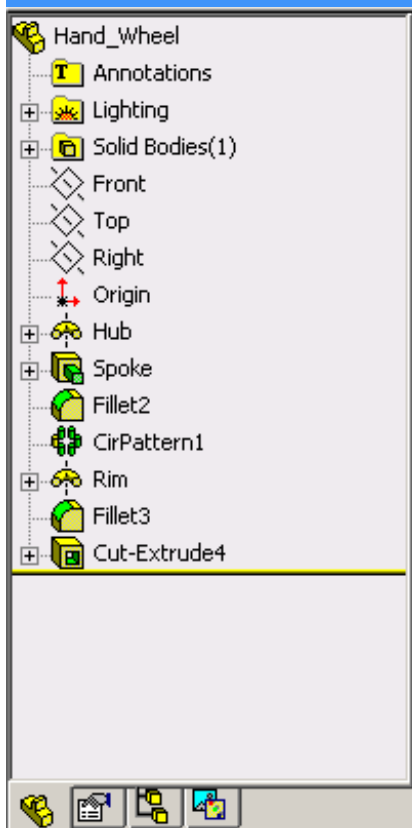 Hand_Wheel
Annotations
Lighting
Solid Bodies(1)
Front
Top
Right
Origin
Hub
Spoke
Fillet2
CirPattern1
Rim
Fillet3
Cut-Extrude4